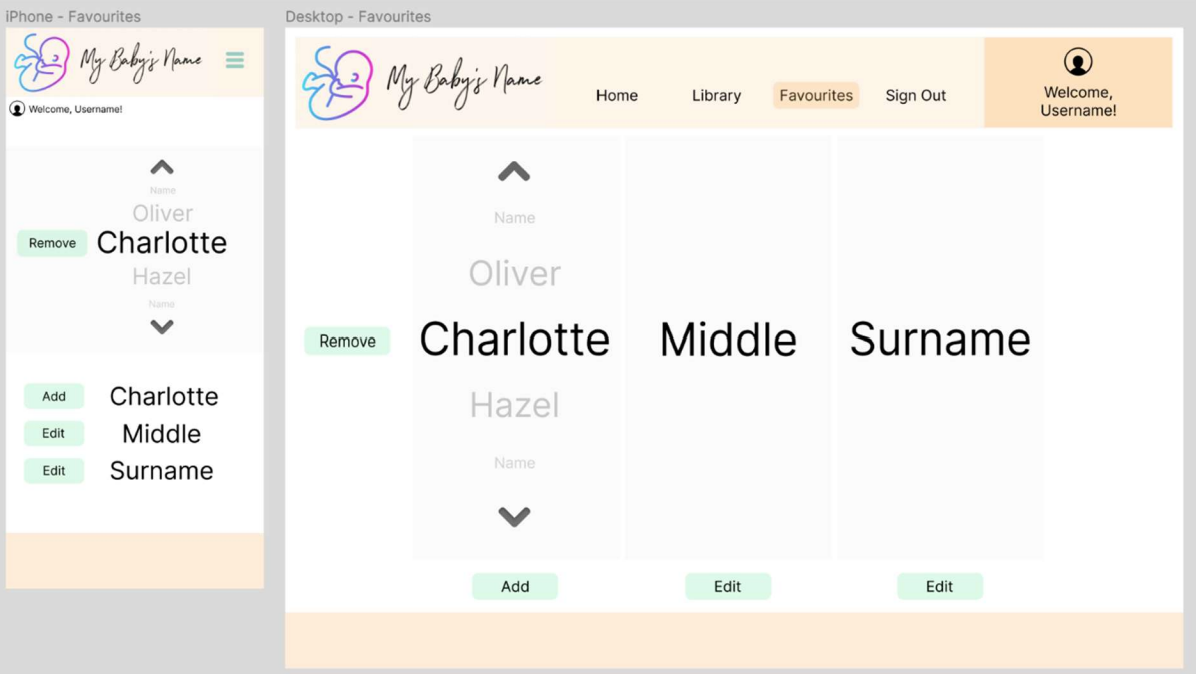 iPhone - Favourites
My Baby's Name
Welcome, Username!
Name
Oliver
Remove Charlotte
Hazel
Name
Add Charlotte
Edit Middle
Edit Surname
Desktop - Favourites
My Baby's Name
Home Library Favourites Sign Out
Welcome,
Username!
Name
Oliver
Remove Charlotte Middle Surname
Hazel
Name
Add Edit Edit